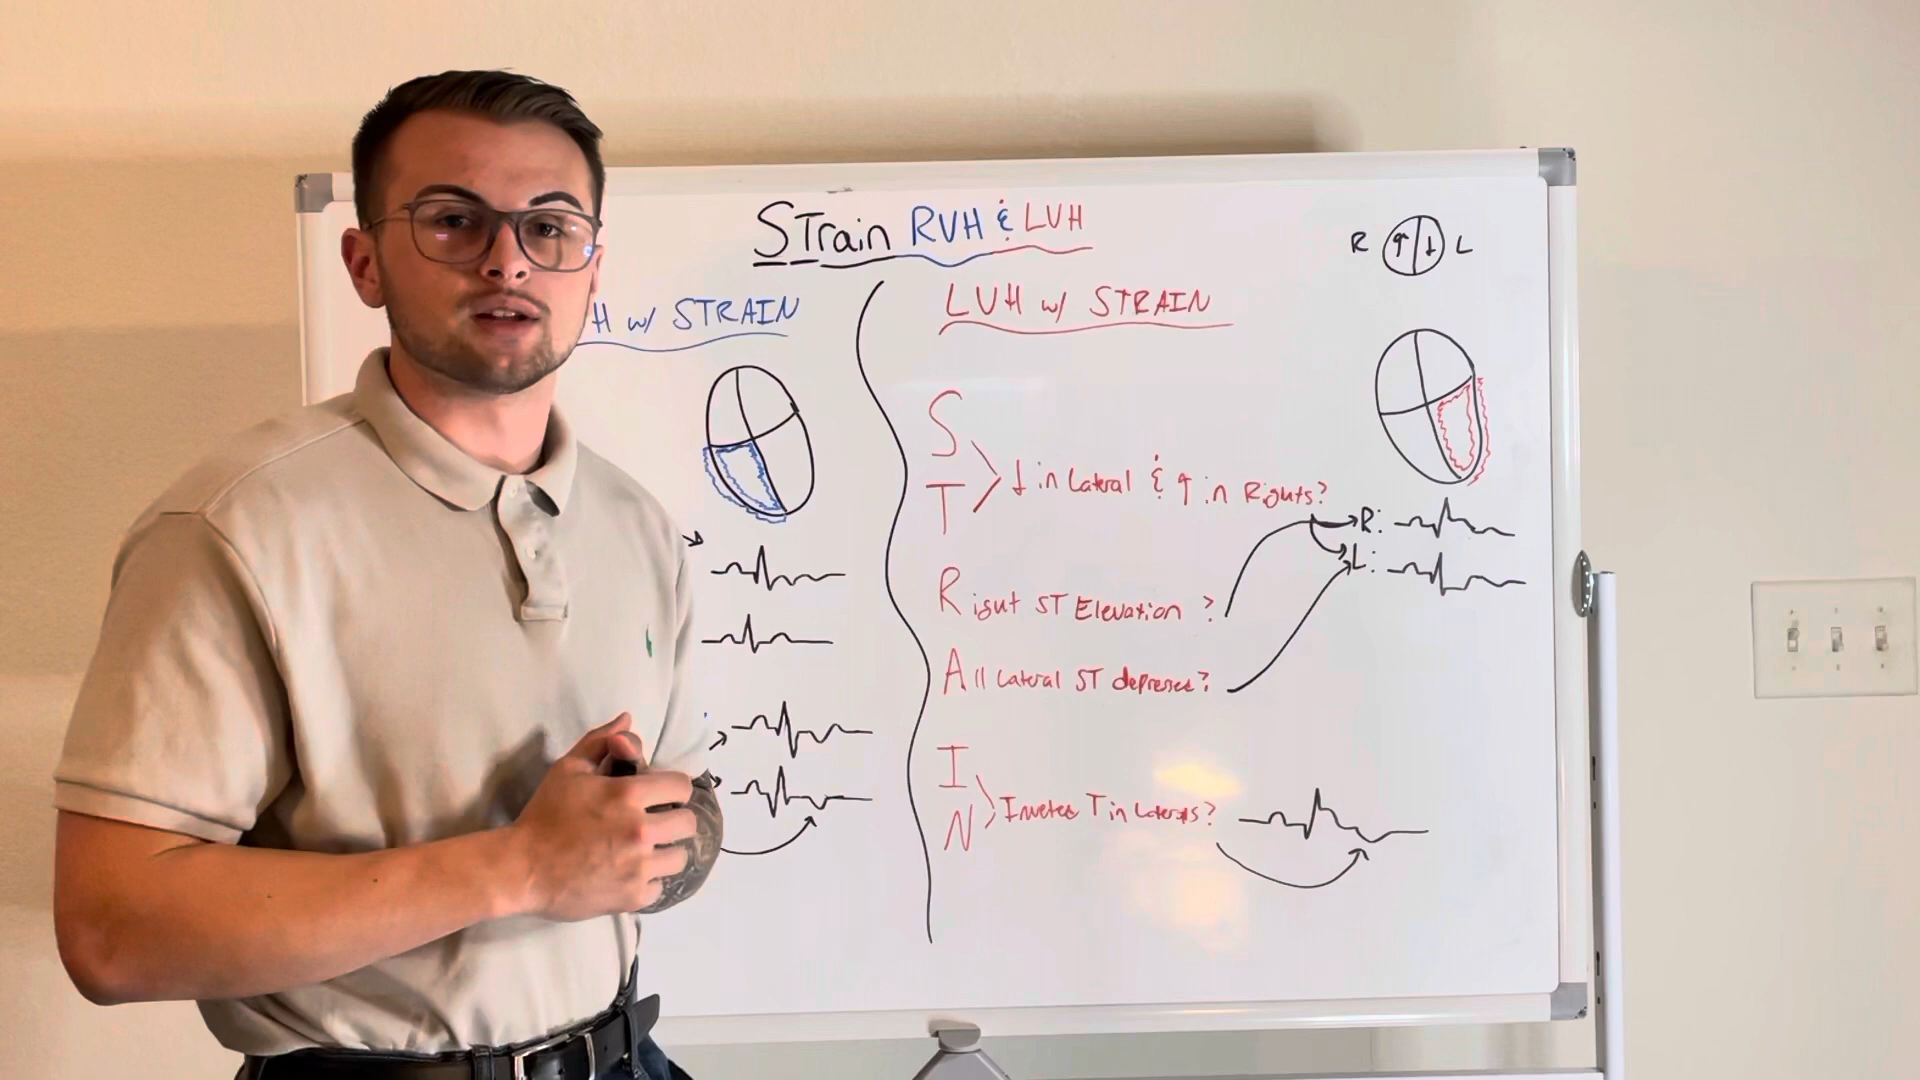 STrain RVH & LVH
R ↑ ↓ L
H w/ STRAIN
LVH w/ STRAIN
S
T
↓ in Lateral & ↑ in Rights?
R:
L:
Right ST Elevation ?
All Lateral ST depressed?
I
N
Inverted T in Laterals?